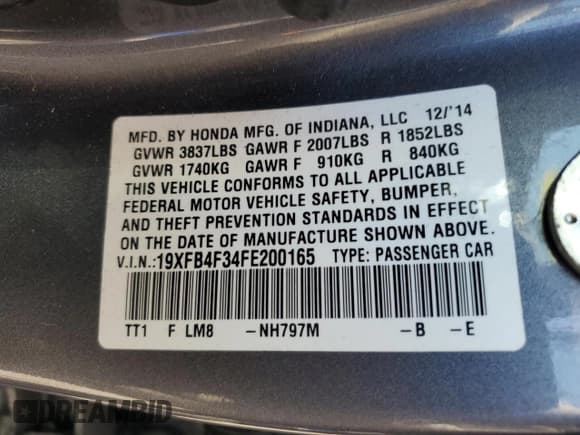 MFD. BY HONDA MFG. OF INDIANA, LLC 12/'14
GVWR 3837LBS GAWR F 2007LBS R 1852LBS
GVWR 1740KG GAWR F 910KG R 840KG
THIS VEHICLE CONFORMS TO ALL APPLICABLE
FEDERAL MOTOR VEHICLE SAFETY, BUMPER,
AND THEFT PREVENTION STANDARDS IN EFFECT
ON THE DATE OF MANUFACTURE SHOWN ABOVE.
V.I.N.:19XFB4F34FE200165 TYPE: PASSENGER CAR
TT1 F LM8 -NH797M -B -E
DREAMBID